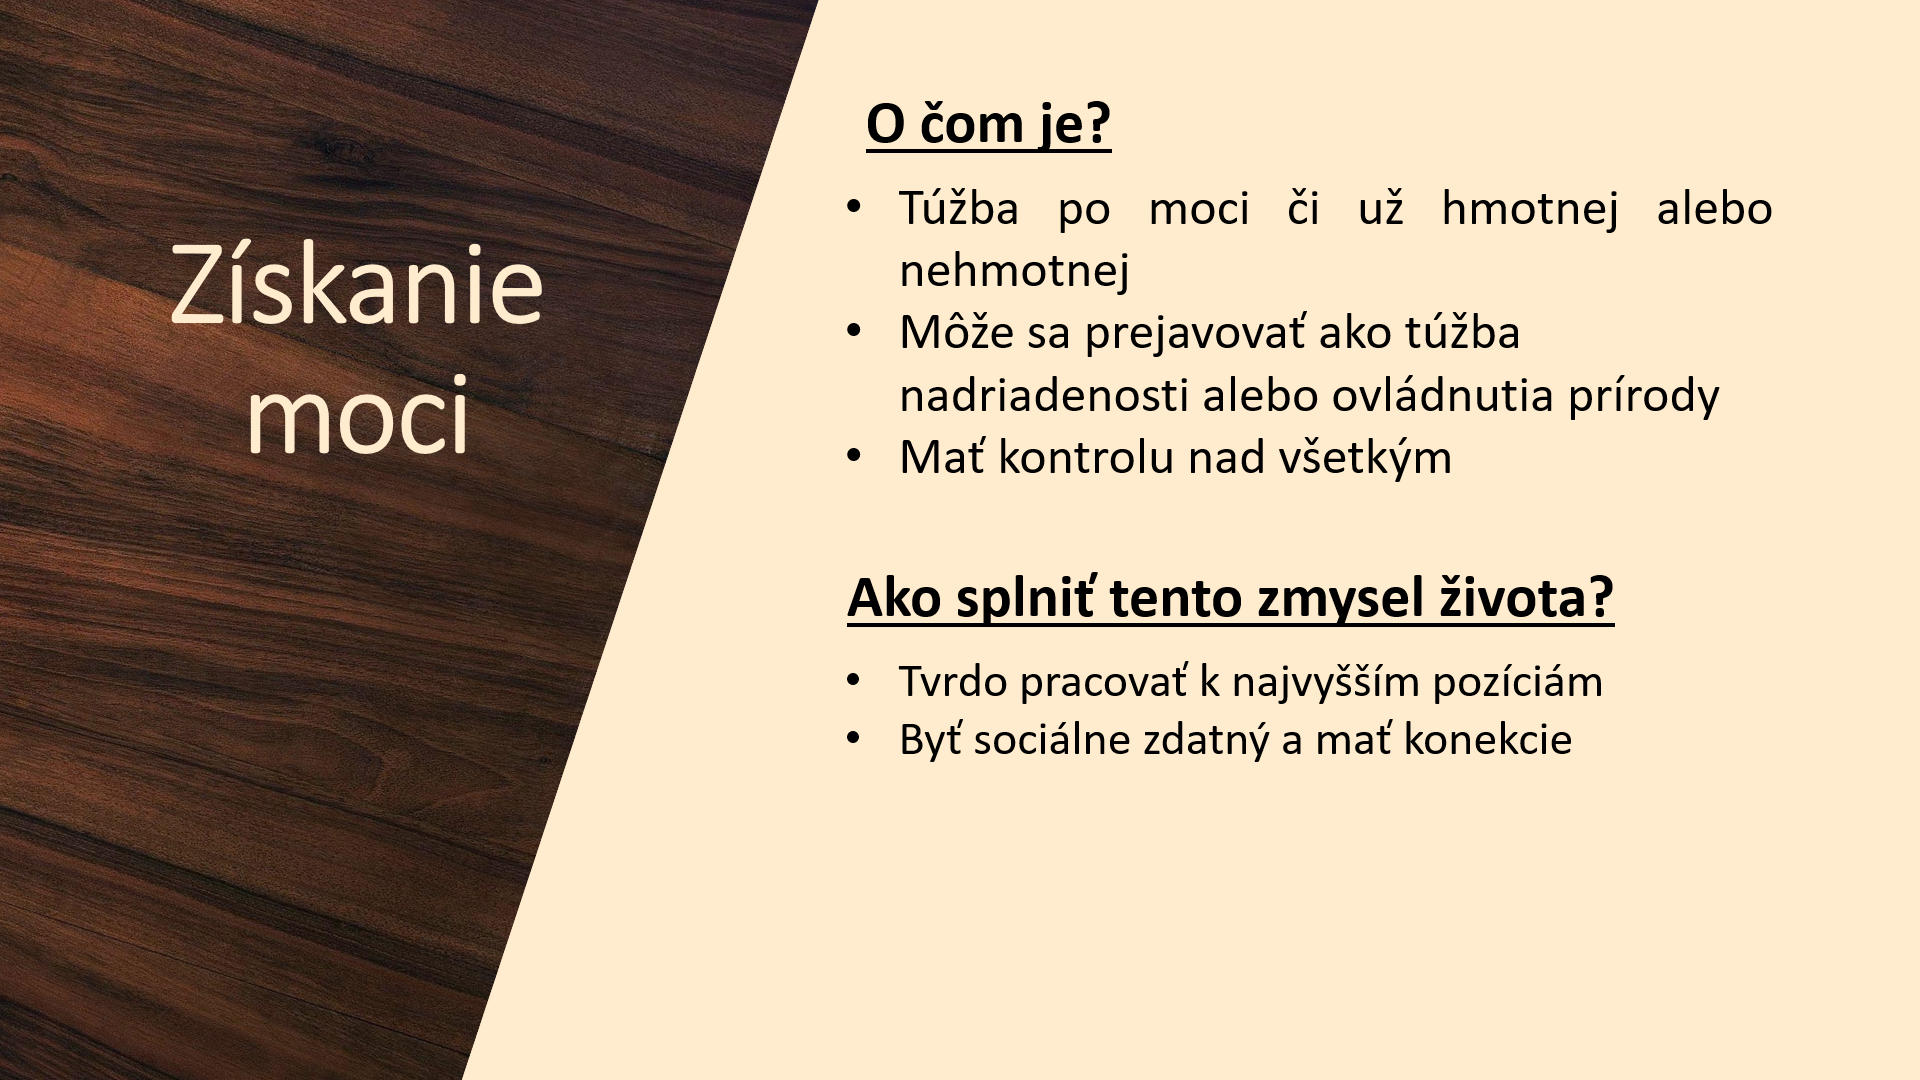 Získanie
moci
O čom je?
• Túžba po moci či už hmotnej alebo
nehmotnej
• Môže sa prejavovať ako túžba
nadriadenosti alebo ovládnutia prírody
• Mať kontrolu nad všetkým
Ako splniť tento zmysel života?
• Tvrdo pracovať k najvyšším pozíciám
• Byť sociálne zdatný a mať konekcie